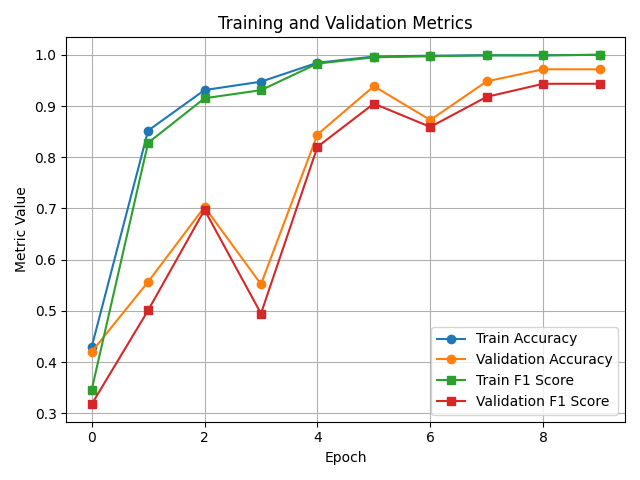 Training and Validation Metrics
Metric Value
1.0
0.9
0.8
0.7
0.6
0.5
0.4
0.3
Train Accuracy
Validation Accuracy
Train F1 Score
Validation F1 Score
0 2 4 6 8
Epoch